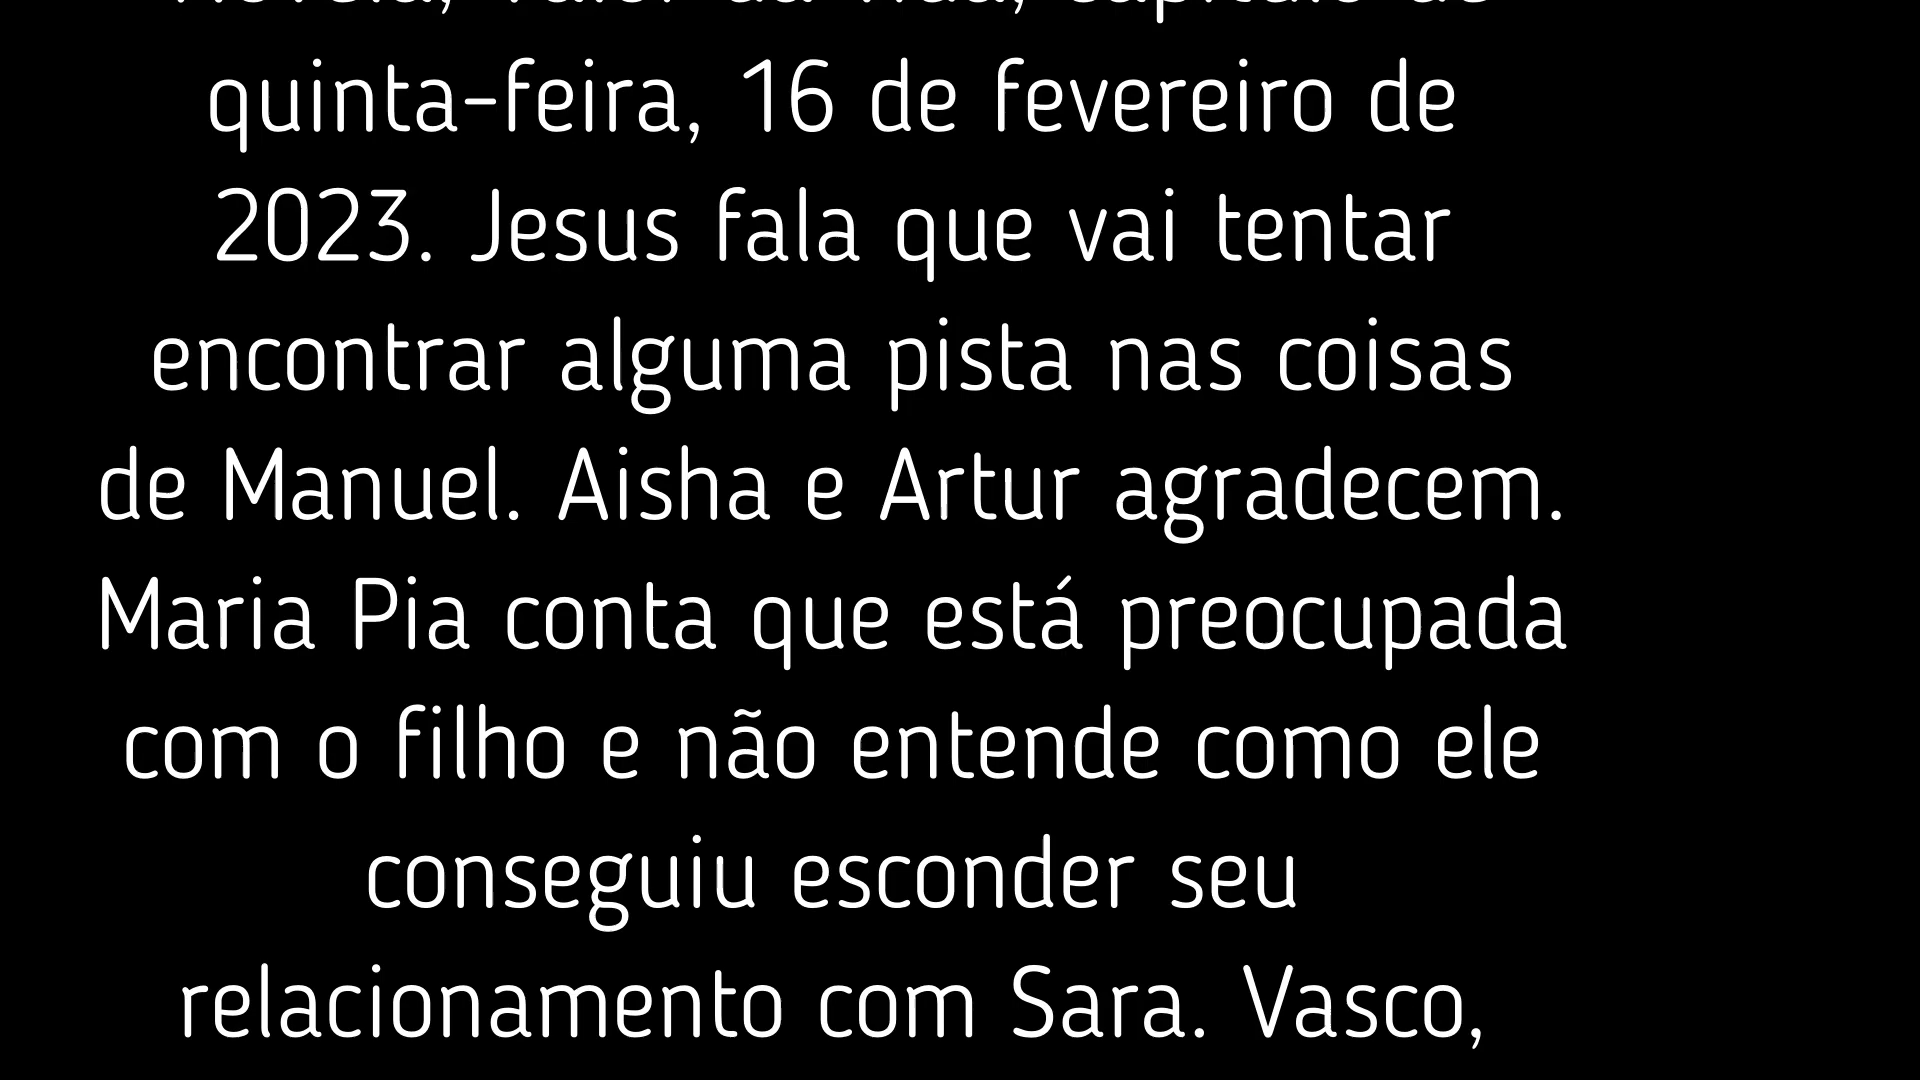 quinta-feira, 16 de fevereiro de
2023. Jesus fala que vai tentar
encontrar alguma pista nas coisas
de Manuel. Aisha e Artur agradecem.
Maria Pia conta que está preocupada
com o filho e não entende como ele
conseguiu esconder seu
relacionamento com Sara. Vasco,